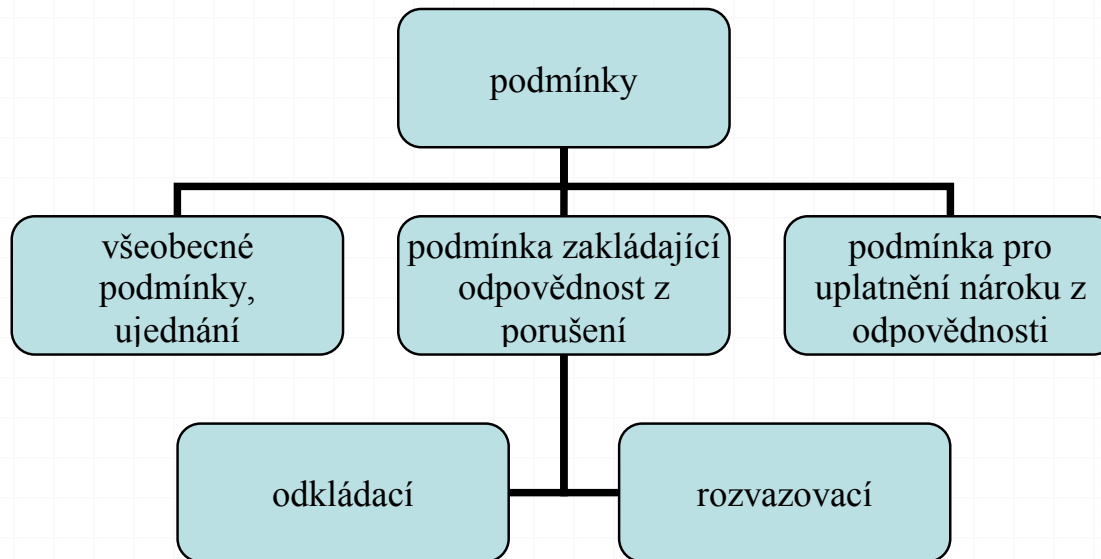 podmínky
všeobecné
podmínky,
ujednání
podmínka zakládající
odpovědnost z
porušení
podmínka pro
uplatnění nároku z
odpovědnosti
odkládací
rozvazovací